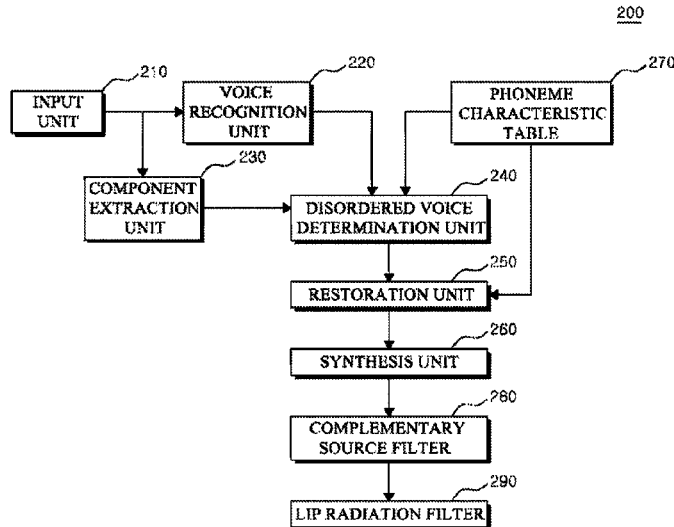 200
210
INPUT
UNIT
220
VOICE
RECOGNITION
UNIT
270
PHONEME
CHARACTERISTIC
TABLE
230
COMPONENT
EXTRACTION
UNIT
240
DISORDERED VOICE
DETERMINATION UNIT
250
RESTORATION UNIT
260
SYNTHESIS UNIT
280
COMPLEMENTARY
SOURCE FILTER
290
LIP RADIATION FILTER